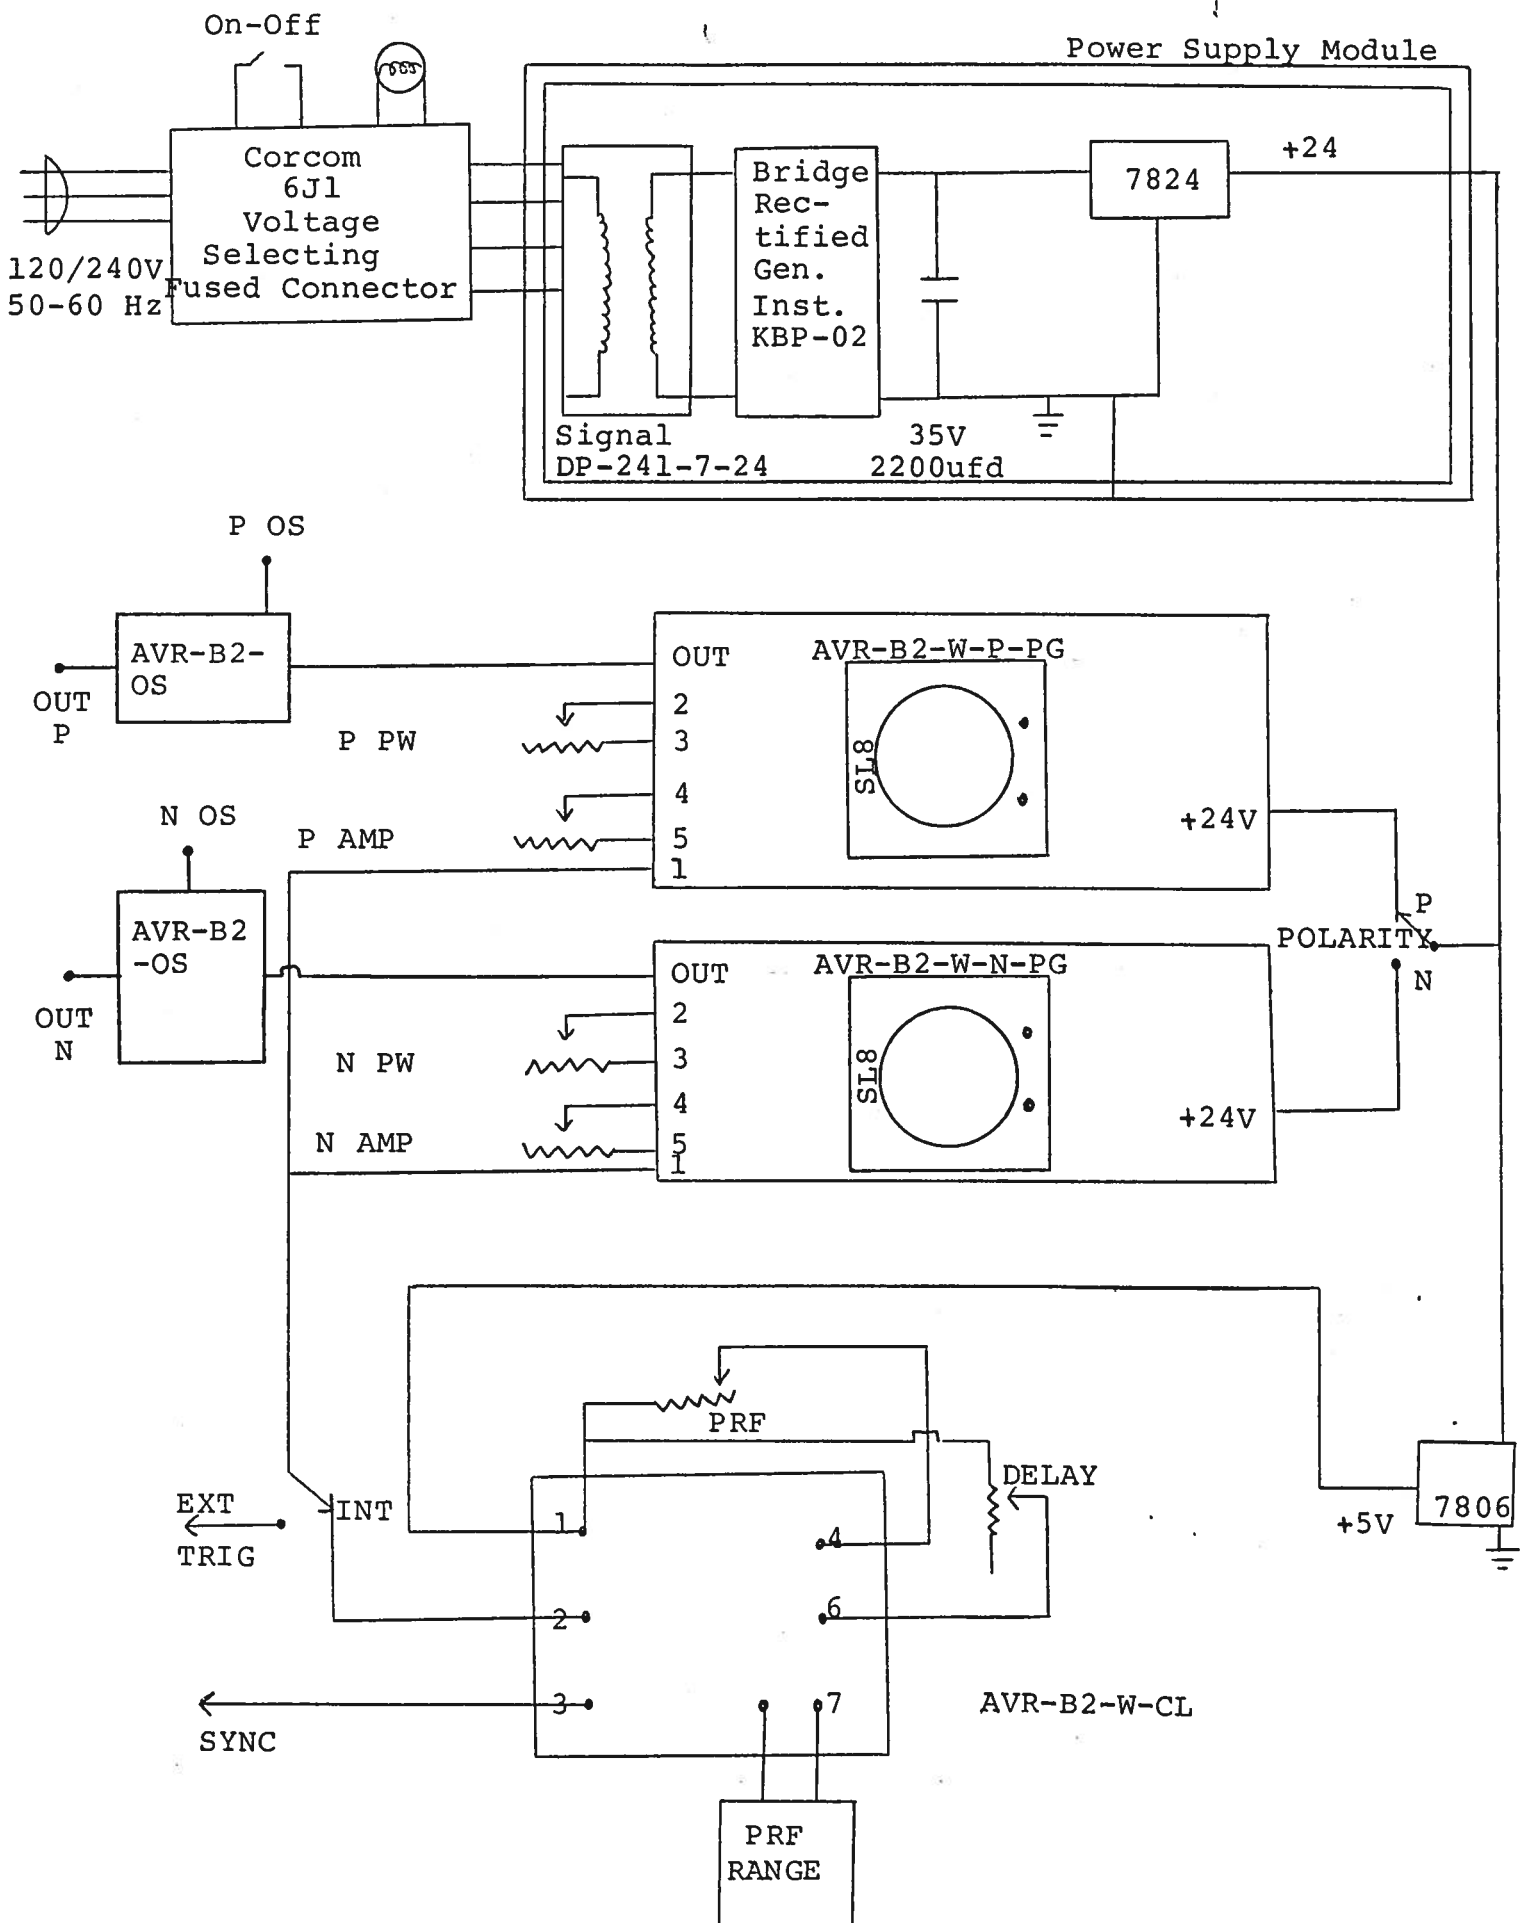 On-Off
Power Supply Module
Corcom
6J1
Voltage
Selecting
Fused Connector
120/240V
50-60 Hz
Bridge
Rec-
tified
Gen.
Inst.
KBP-02
7824
+24
Signal
DP-241-7-24
35V
2200ufd
P OS
AVR-B2-
OS
OUT
P
P PW
P AMP
OUT
2
3
4
5
1
AVR-B2-W-P-PG
SL8
+24V
N OS
AVR-B2
-OS
OUT
N
N PW
N AMP
OUT
2
3
4
5
1
AVR-B2-W-N-PG
SL8
+24V
P
POLARITY
N
PRF
DELAY
EXT
TRIG
INT
1
4
2
6
3
7
SYNC
AVR-B2-W-CL
+5V
7806
PRF
RANGE